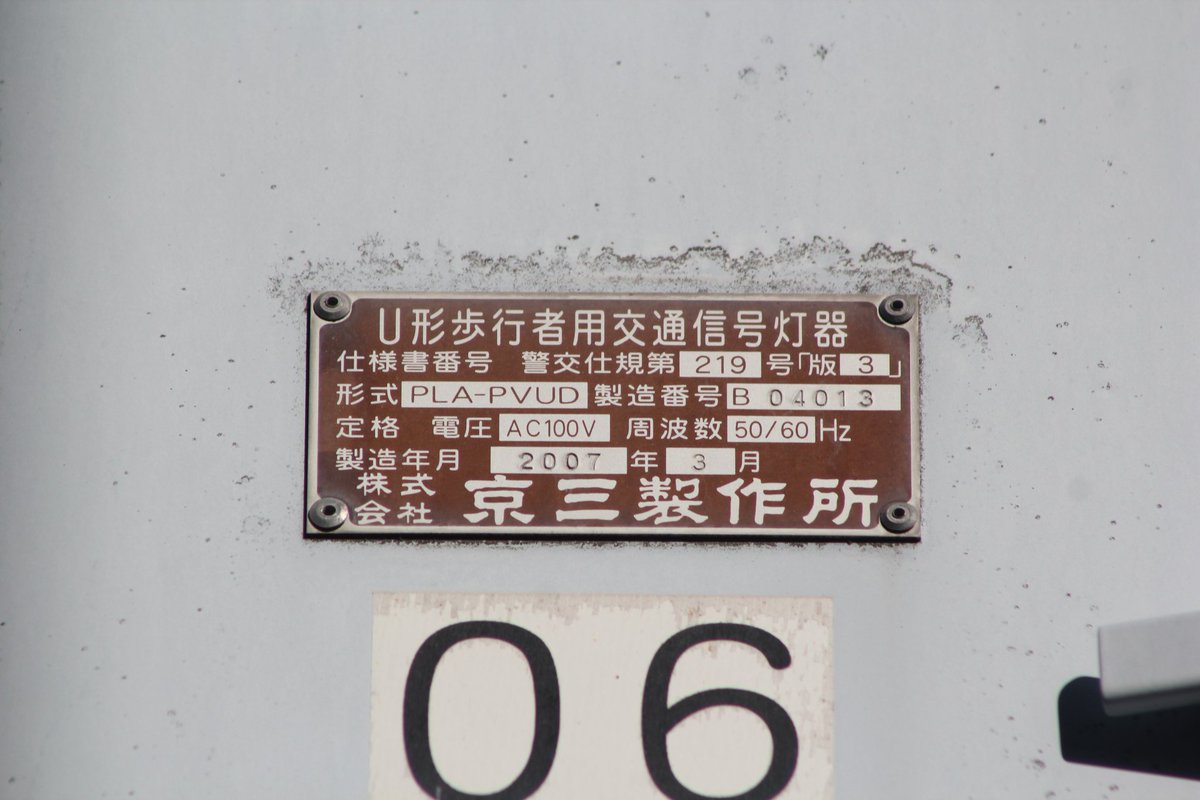 U形歩行者用交通信号灯器
仕様書番号 警交仕規第 219 号「版 3 」
形式 PLA-PVUD 製造番号 B 04013
定格 電圧 AC100V 周波数 50/60 Hz
製造年月 2007 年 3 月
株式会社 京三製作所
06